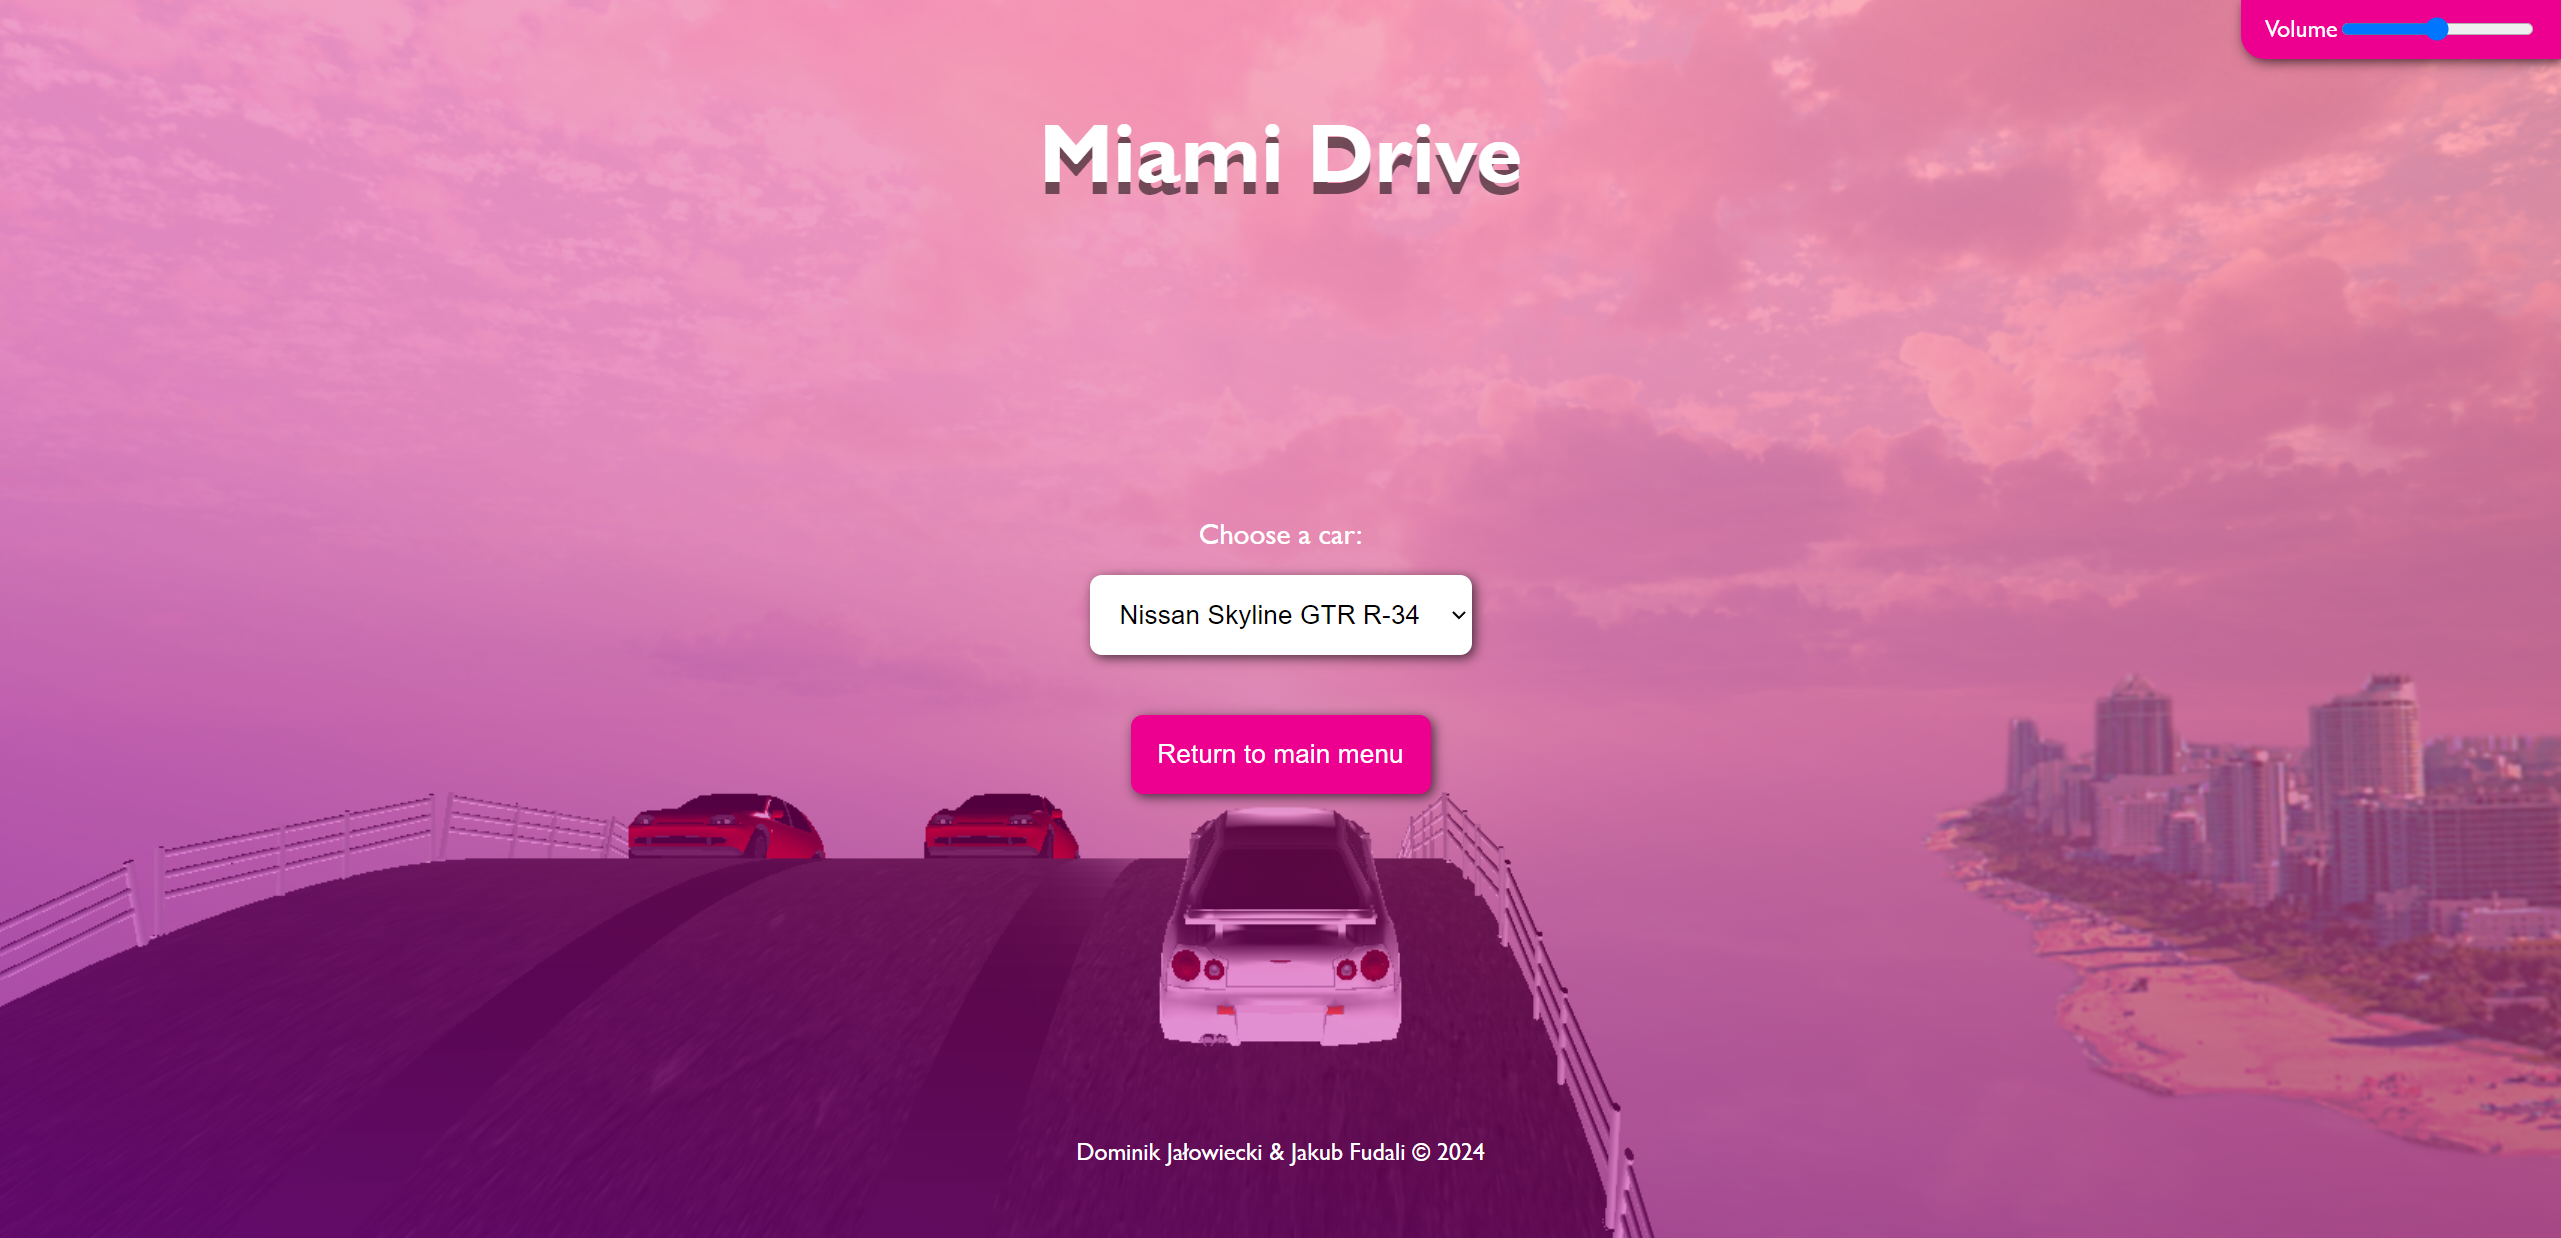 Volume
Miami Drive
Choose a car:
Nissan Skyline GTR R-34
Return to main menu
Dominik Jałowiecki & Jakub Fudali © 2024